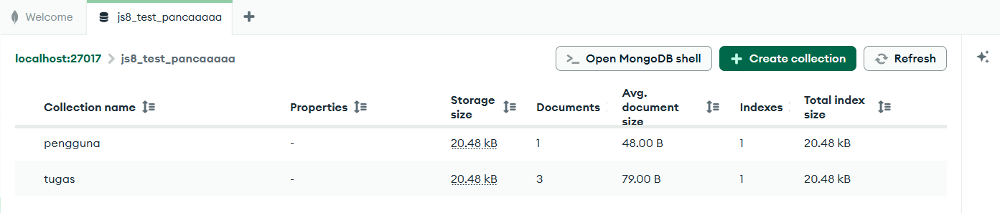 Welcome
js8_test_pancaaaaa
localhost:27017 > js8_test_pancaaaaa
>_ Open MongoDB shell
+ Create collection
Refresh
Collection name
Properties
Storage size
Documents
Avg. document size
Indexes
Total index size
pengguna - 20.48 kB 1 48.00 B 1 20.48 kB
tugas - 20.48 kB 3 79.00 B 1 20.48 kB